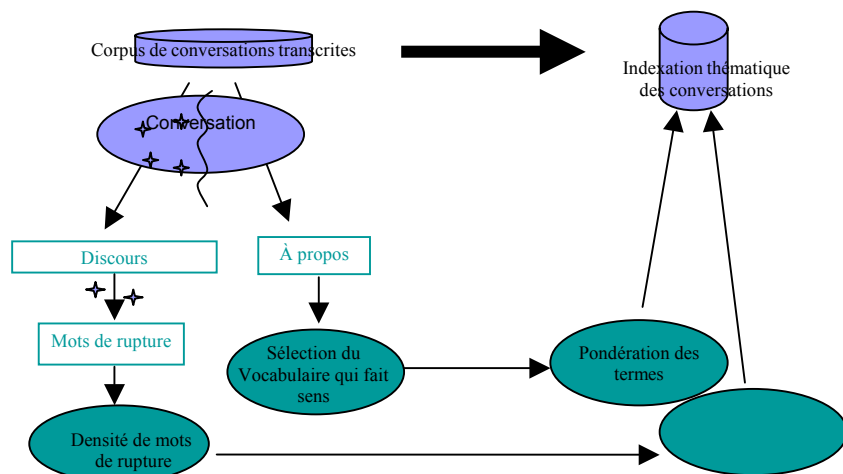 Corpus de conversations transcrites
Indexation thématique
des conversations
Conversation
Discours
À propos
Mots de rupture
Sélection du
Vocabulaire qui fait
sens
Pondération des
termes
Densité de mots
de rupture